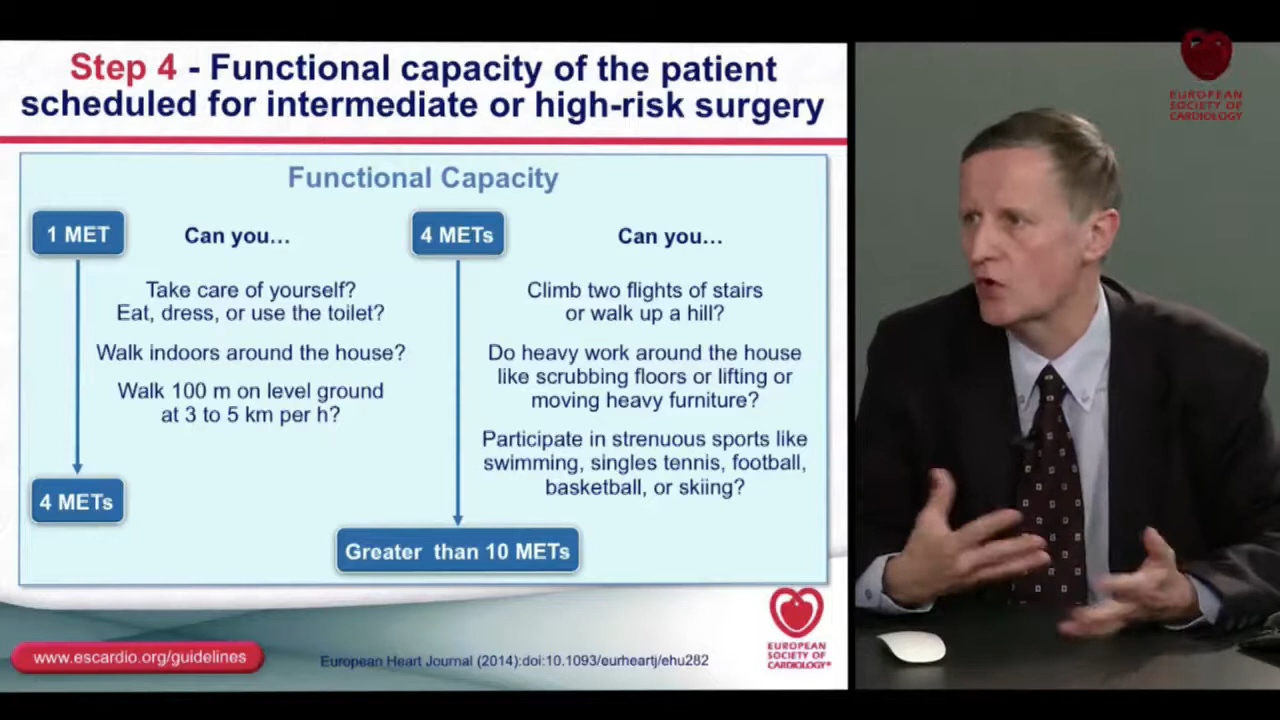 Step 4 - Functional capacity of the patient
scheduled for intermediate or high-risk surgery
Functional Capacity
1 MET
Can you...
Take care of yourself?
Eat, dress, or use the toilet?
Walk indoors around the house?
Walk 100 m on level ground
at 3 to 5 km per h?
4 METs
4 METs
Can you...
Climb two flights of stairs
or walk up a hill?
Do heavy work around the house
like scrubbing floors or lifting or
moving heavy furniture?
Participate in strenuous sports like
swimming, singles tennis, football,
basketball, or skiing?
Greater than 10 METs
www.escardio.org/guidelines
European Heart Journal (2014):doi:10.1093/eurheartj/ehu282
EUROPEAN
SOCIETY OF
CARDIOLOGY®
EUROPEAN
SOCIETY OF
CARDIOLOGY